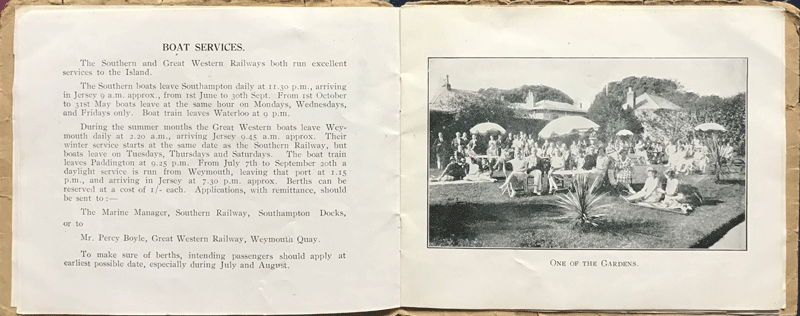 BOAT SERVICES.
The Southern and Great Western Railways both run excellent
services to the Island.
The Southern boats leave Southampton daily at 11.30 p.m., arriving
in Jersey 9 a.m. approx., from 1st June to 30th Sept. From 1st October
to 31st May boats leave at the same hour on Mondays, Wednesdays,
and Fridays only. Boat train leaves Waterloo at 9 p.m.
During the summer months the Great Western boats leave Wey-
mouth daily at 2.20 a.m., arriving Jersey 9.45 a.m. approx. Their
winter service starts at the same date as the Southern Railway, but
boats leave on Tuesdays, Thursdays and Saturdays. The boat train
leaves Paddington at 9.25 p.m. From July 7th to September 20th a
daylight service is run from Weymouth, leaving that port at 1.15
p.m., and arriving in Jersey at 7.30 p.m. approx. Berths can be
reserved at a cost of 1/- each. Applications, with remittance, should
be sent to :—
The Marine Manager, Southern Railway, Southampton Docks,
or to
Mr. Percy Boyle, Great Western Railway, Weymouth Quay.
To make sure of berths, intending passengers should apply at
earliest possible date, especially during July and August.
ONE OF THE GARDENS.